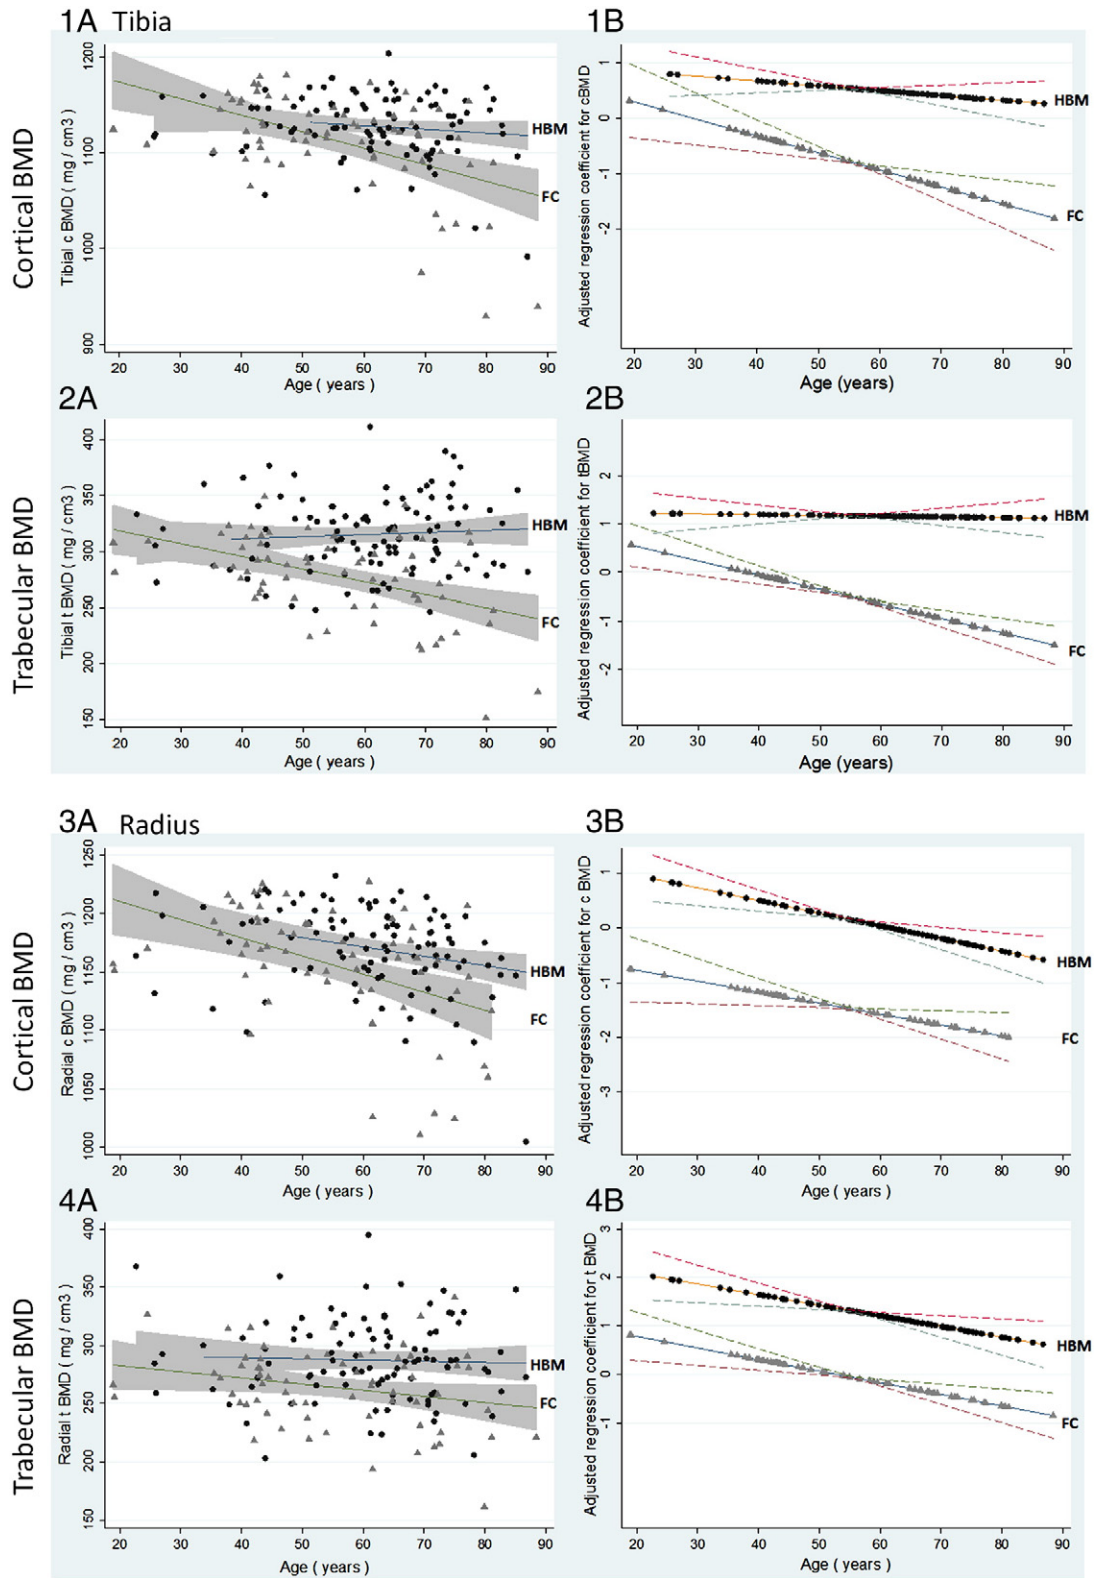 1A Tibia
Cortical BMD
Tibial c BMD ( mg / cm3 )
1200
1100
1000
900
HBM
FC
20 30 40 50 60 70 80 90
Age ( years )
1B
Adjusted regression coefficient for cBMD
1
0
-1
-2
HBM
FC
20 30 40 50 60 70 80 90
Age (years)
2A
Trabecular BMD
Tibial t BMD ( mg / cm3 )
400
350
300
250
200
150
HBM
FC
20 30 40 50 60 70 80 90
Age ( years )
2B
Adjusted regression coefficient for tBMD
2
1
0
-1
-2
HBM
FC
20 30 40 50 60 70 80 90
Age (years)
3A Radius
Cortical BMD
Radial c BMD ( mg / cm3 )
1250
1200
1150
1100
1050
1000
HBM
FC
20 30 40 50 60 70 80 90
Age ( years )
3B
Adjusted regression coefficient for c BMD
1
0
-1
-2
-3
HBM
FC
20 30 40 50 60 70 80 90
Age (years)
4A
Trabecular BMD
Radial t BMD ( mg / cm3 )
400
350
300
250
200
150
HBM
FC
20 30 40 50 60 70 80 90
Age ( years )
4B
Adjusted regression coefficient for t BMD
3
2
1
0
-1
HBM
FC
20 30 40 50 60 70 80 90
Age (years)